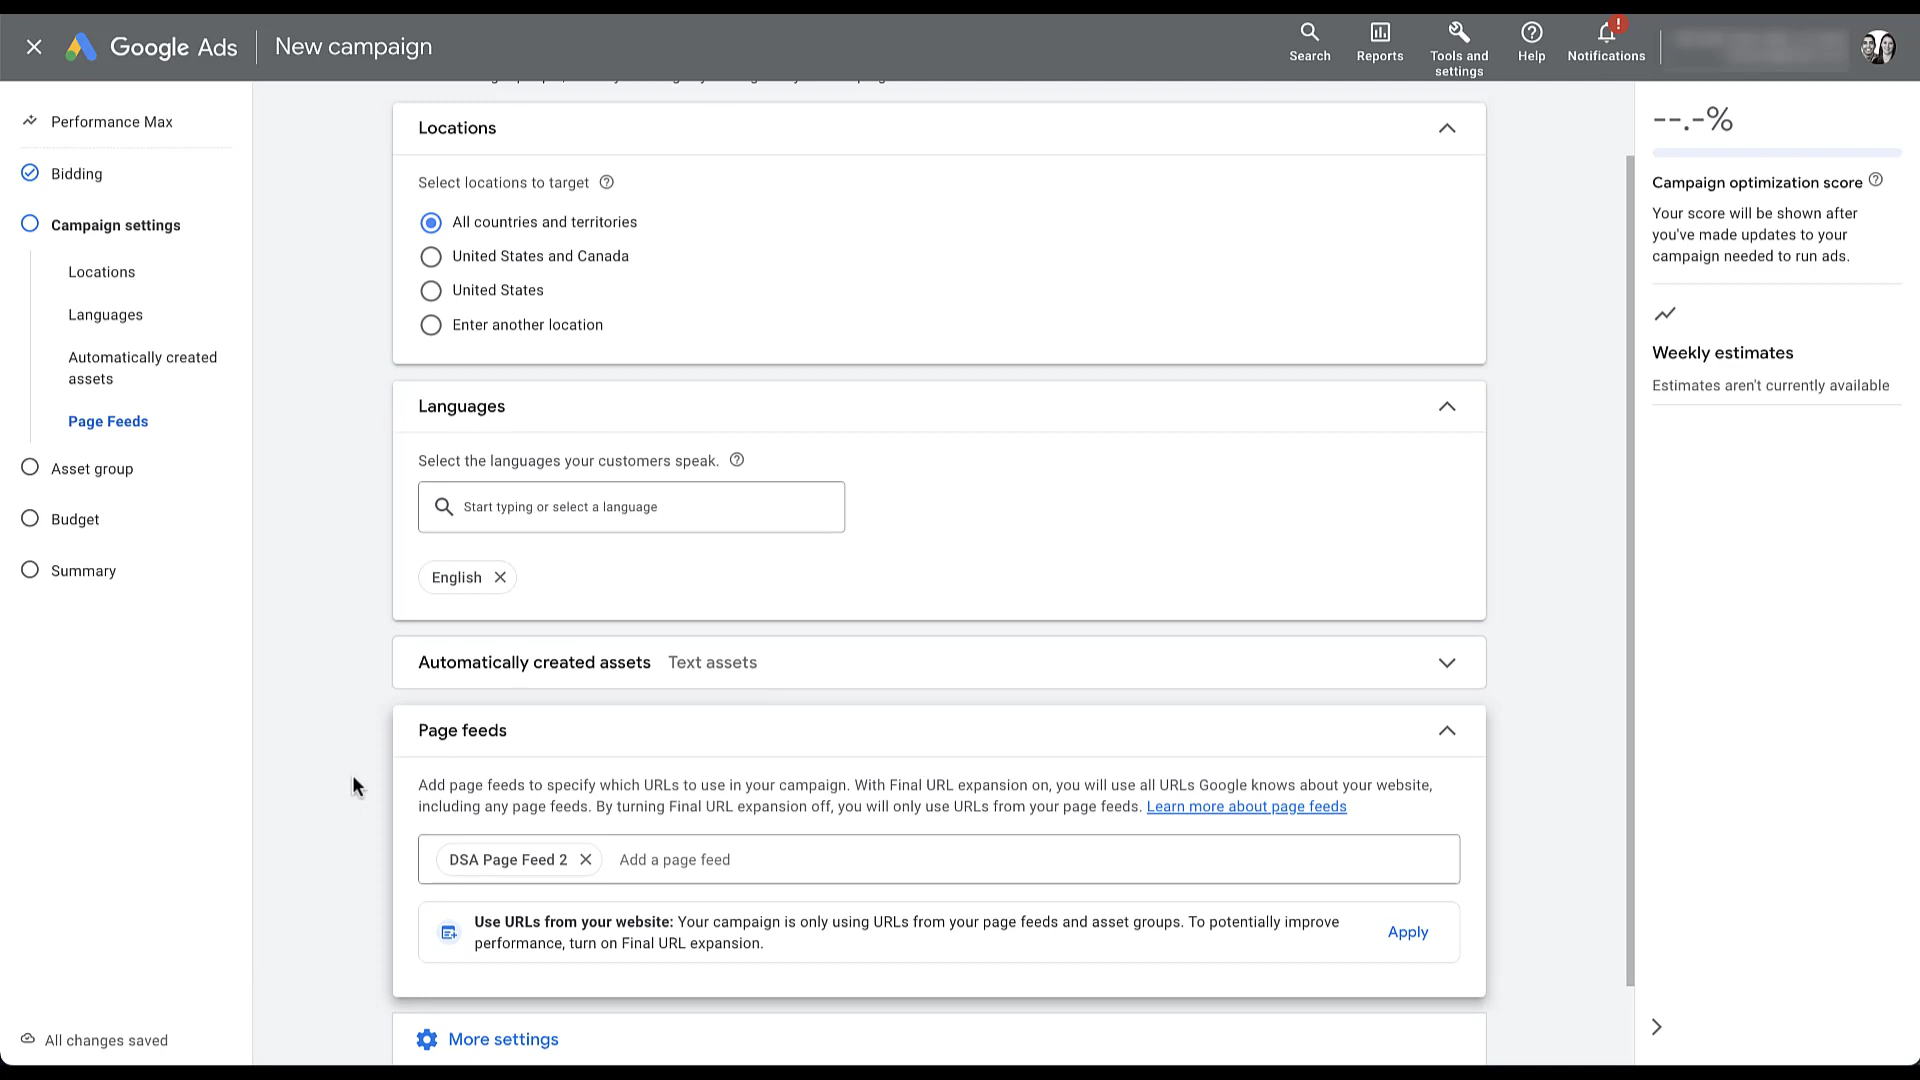 Google Ads
New campaign
Search
Reports
Tools and
settings
Help
!
Notifications
Performance Max
Bidding
Campaign settings
Locations
Languages
Automatically created
assets
Page Feeds
Asset group
Budget
Summary
All changes saved
Locations
Select locations to target
All countries and territories
United States and Canada
United States
Enter another location
Languages
Select the languages your customers speak.
Start typing or select a language
English
Automatically created assets Text assets
Page feeds
Add page feeds to specify which URLs to use in your campaign. With Final URL expansion on, you will use all URLs Google knows about your website,
including any page feeds. By turning Final URL expansion off, you will only use URLs from your page feeds. Learn more about page feeds
DSA Page Feed 2 Add a page feed
Use URLs from your website: Your campaign is only using URLs from your page feeds and asset groups. To potentially improve
performance, turn on Final URL expansion.
Apply
More settings
--.-%
Campaign optimization score
Your score will be shown after
you've made updates to your
campaign needed to run ads.
Weekly estimates
Estimates aren't currently available